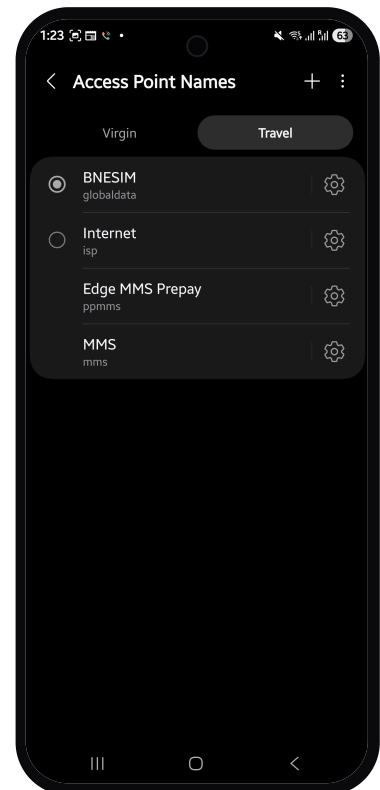 1:23
63
Access Point Names
Virgin
Travel
BNESIM
globaldata
Internet
isp
Edge MMS Prepay
ppmms
MMS
mms